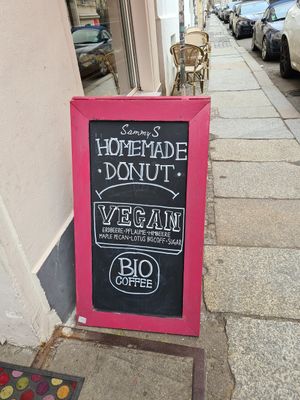 Sammy'S
HOMEMADE
DONUT
VEGAN
ERDBEERE-PFLAUME-HIMBEERE
MAPLE PECAN-LOTUS BISCOFF-SUGAR
BIO
COFFEE